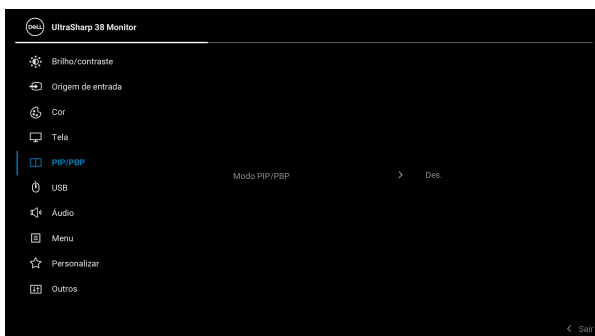 DELL UltraSharp 38 Monitor
Brilho/contraste
Origem de entrada
Cor
Tela
PIP/PBP
Modo PIP/PBP > Des.
USB
Áudio
Menu
Personalizar
Outros
< Sair